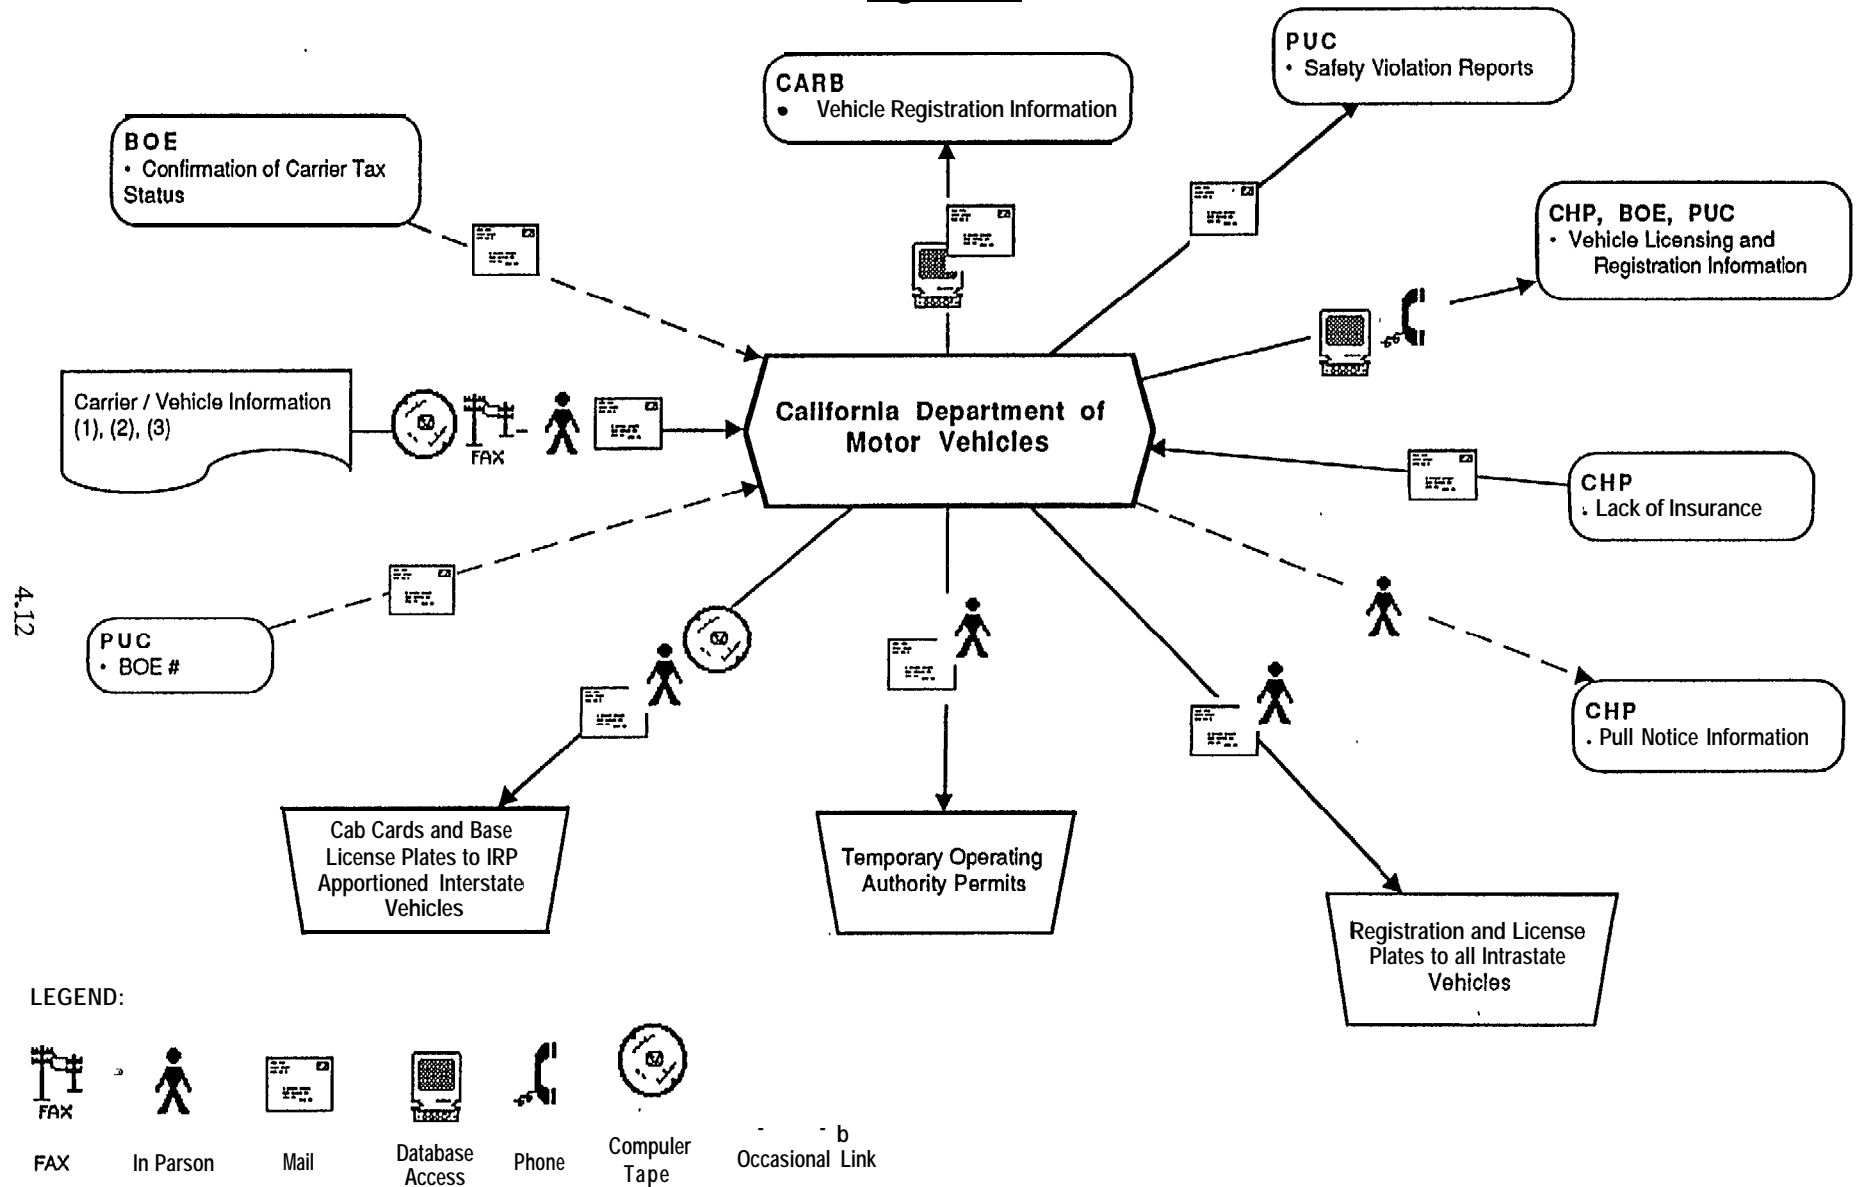 PUC
• Safety Violation Reports
CARB
• Vehicle Registration Information
BOE
• Confirmation of Carrier Tax
Status
CHP, BOE, PUC
• Vehicle Licensing and
Registration Information
Carrier / Vehicle Information
(1), (2), (3)
FAX
California Department of
Motor Vehicles
CHP
. Lack of Insurance
4.12
PUC
• BOE #
CHP
. Pull Notice Information
Cab Cards and Base
License Plates to IRP
Apportioned Interstate
Vehicles
Temporary Operating
Authority Permits
Registration and License
Plates to all Intrastate
Vehicles
LEGEND:
FAX
FAX
In Parson
Mail
Database
Access
Phone
Compuler
Tape
- - b
Occasional Link